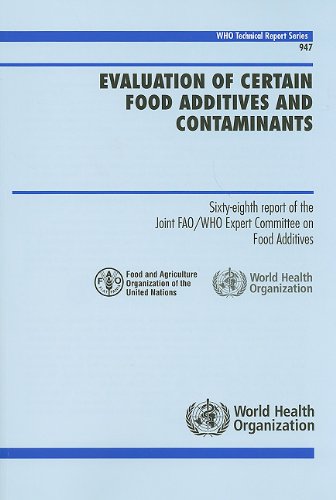 WHO Technical Report Series
947
EVALUATION OF CERTAIN
FOOD ADDITIVES AND
CONTAMINANTS
Sixty-eighth report of the
Joint FAO/WHO Expert Committee on
Food Additives
Food and Agriculture
Organization of the
United Nations
World Health
Organization
World Health
Organization